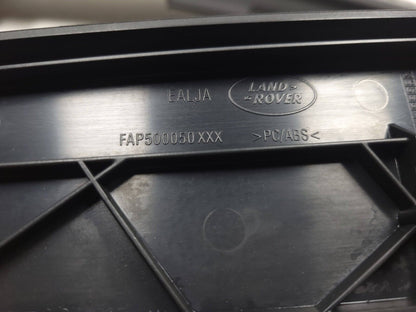 EALJA
LAND
ROVER
FAP500050XXX >PC/ABS<